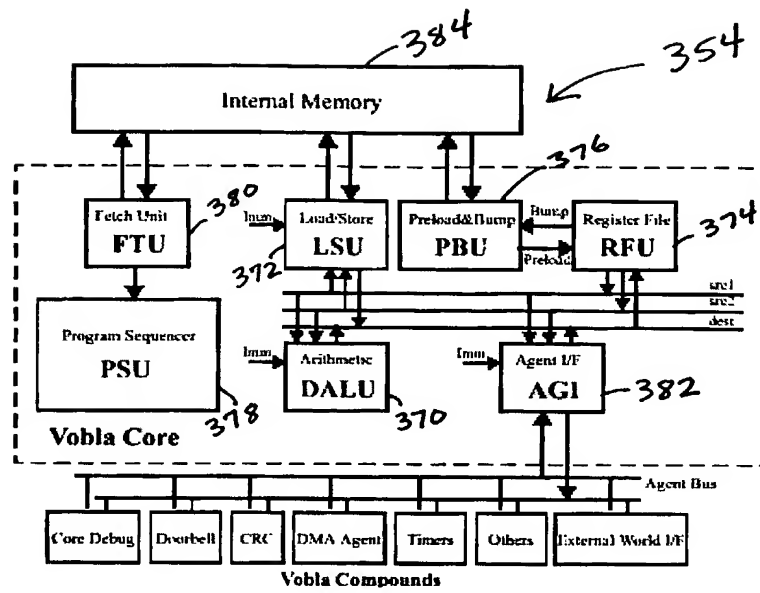 384
354
Internal Memory
376
380
374
Fetch Unit
FTU
Imm
Load/Store
LSU
372
Preload&Bump
PBU
Bump
Preload
Register File
RFU
src1
src2
dest
Program Sequencer
PSU
378
Imm
Arithmetic
DALU
370
Imm
Agent I/F
AGI
382
Vobla Core
Agent Bus
Core Debug
Doorbell
CRC
DMA Agent
Timers
Others
External World I/F
Vobla Compounds